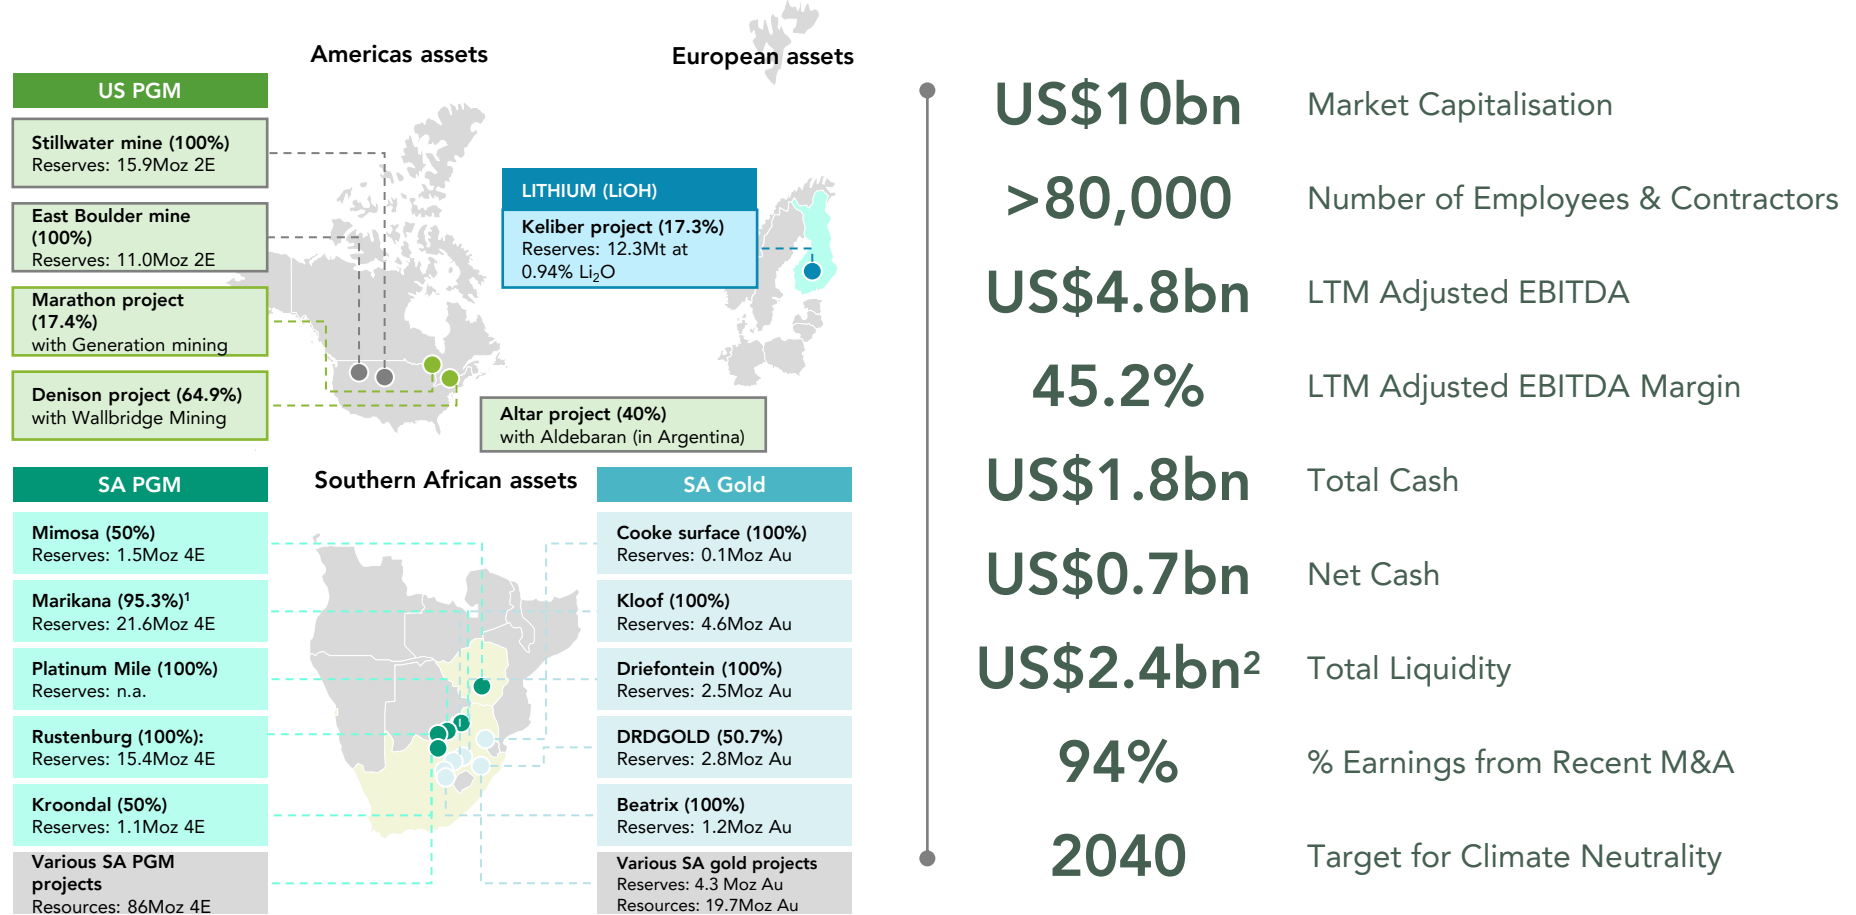 Americas assets
European assets
US PGM
Stillwater mine (100%)
Reserves: 15.9Moz 2E
East Boulder mine
(100%)
Reserves: 11.0Moz 2E
Marathon project
(17.4%)
with Generation mining
Denison project (64.9%)
with Wallbridge Mining
LITHIUM (LiOH)
Keliber project (17.3%)
Reserves: 12.3Mt at
0.94% Li₂O
Altar project (40%)
with Aldebaran (in Argentina)
Southern African assets
SA PGM
Mimosa (50%)
Reserves: 1.5Moz 4E
Marikana (95.3%)¹
Reserves: 21.6Moz 4E
Platinum Mile (100%)
Reserves: n.a.
Rustenburg (100%):
Reserves: 15.4Moz 4E
Kroondal (50%)
Reserves: 1.1Moz 4E
Various SA PGM
projects
Resources: 86Moz 4E
SA Gold
Cooke surface (100%)
Reserves: 0.1Moz Au
Kloof (100%)
Reserves: 4.6Moz Au
Driefontein (100%)
Reserves: 2.5Moz Au
DRDGOLD (50.7%)
Reserves: 2.8Moz Au
Beatrix (100%)
Reserves: 1.2Moz Au
Various SA gold projects
Reserves: 4.3 Moz Au
Resources: 19.7Moz Au
US$10bn Market Capitalisation
>80,000 Number of Employees & Contractors
US$4.8bn LTM Adjusted EBITDA
45.2% LTM Adjusted EBITDA Margin
US$1.8bn Total Cash
US$0.7bn Net Cash
US$2.4bn² Total Liquidity
94% % Earnings from Recent M&A
2040 Target for Climate Neutrality